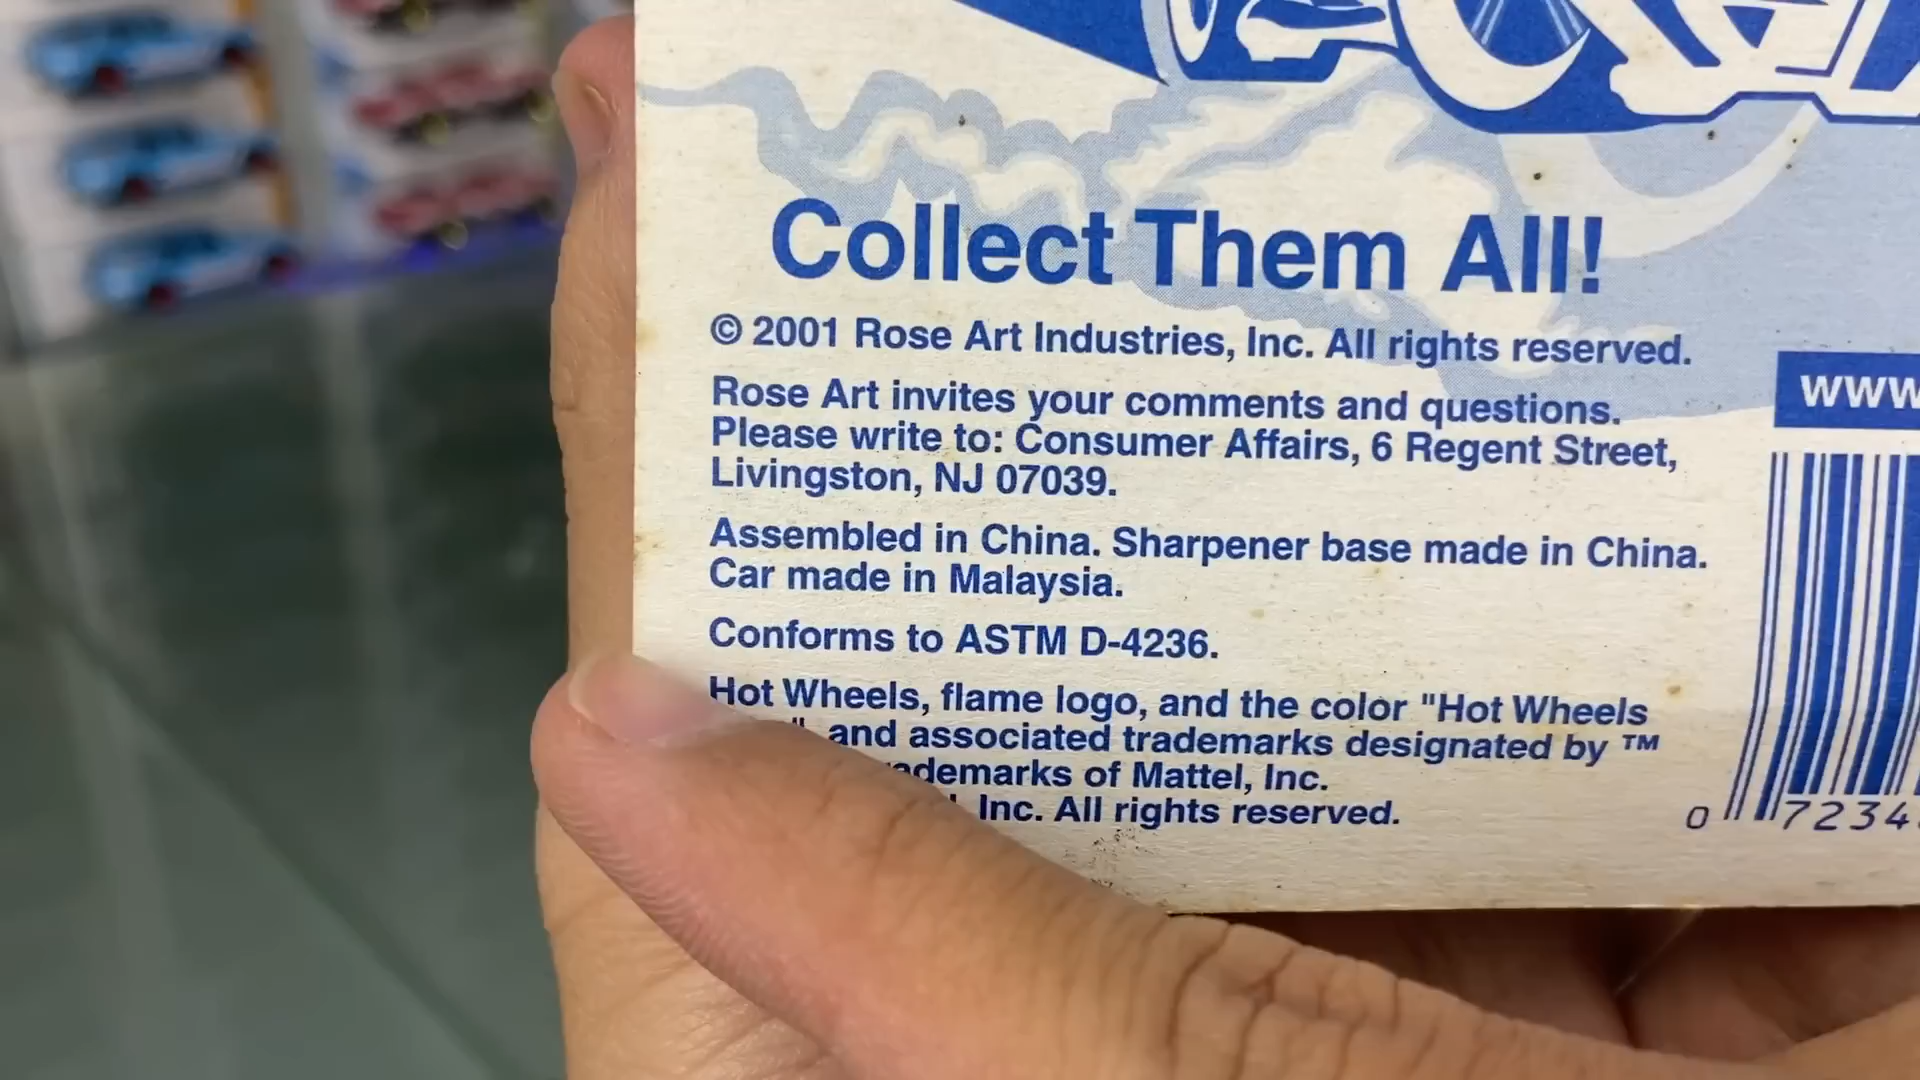 Collect Them All!
© 2001 Rose Art Industries, Inc. All rights reserved.
Rose Art invites your comments and questions.
Please write to: Consumer Affairs, 6 Regent Street,
Livingston, NJ 07039.
Assembled in China. Sharpener base made in China.
Car made in Malaysia.
Conforms to ASTM D-4236.
Hot Wheels, flame logo, and the color "Hot Wheels
", and associated trademarks designated by ™
of Mattel, Inc.
Inc. All rights reserved.
www
0 7234